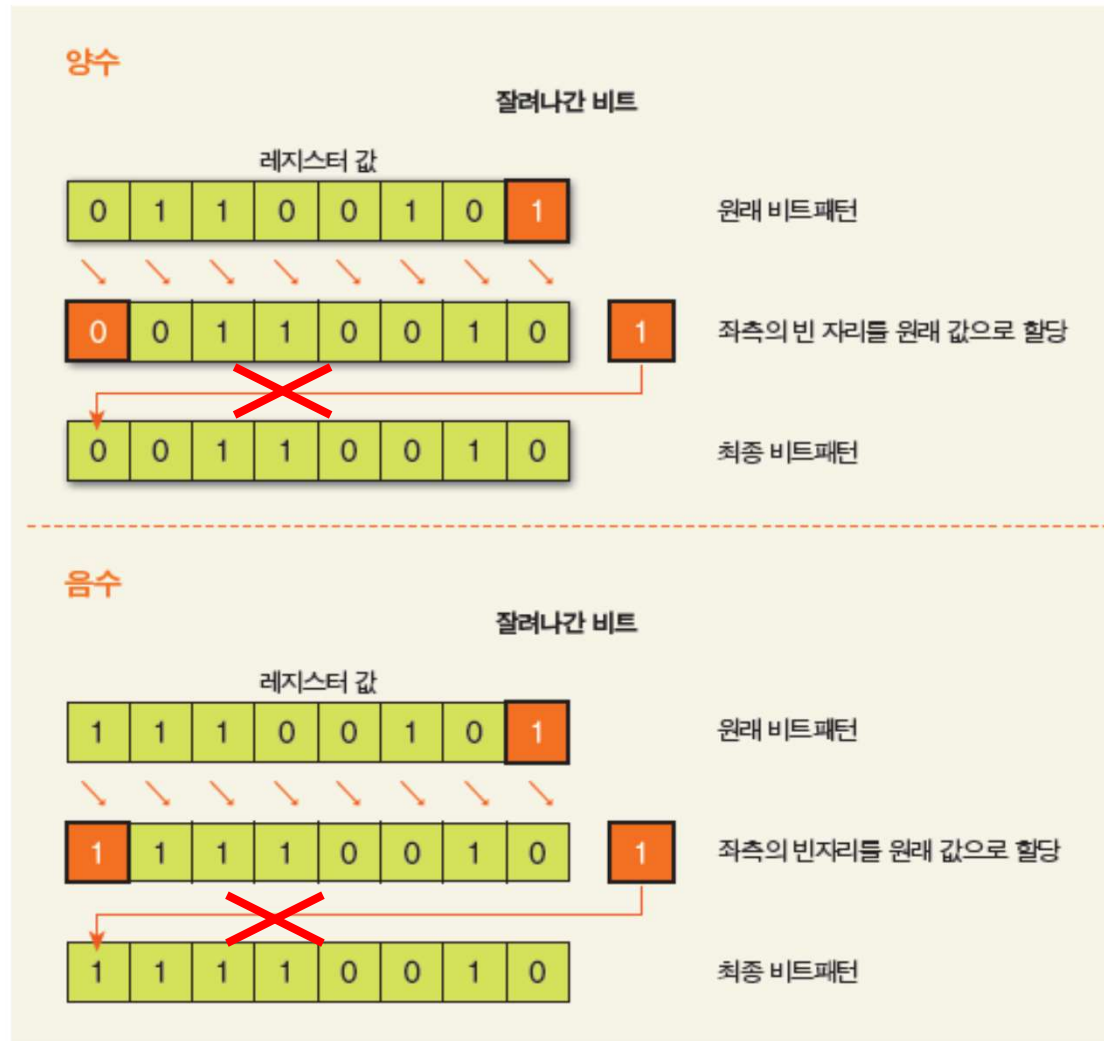 양수
잘려나간 비트
레지스터 값
0 1 1 0 0 1 0 1 원래 비트패턴
0 0 1 1 0 0 1 0 1 좌측의 빈 자리를 원래 값으로 할당
0 0 1 1 0 0 1 0 최종 비트패턴
음수
잘려나간 비트
레지스터 값
1 1 1 0 0 1 0 1 원래 비트패턴
1 1 1 1 0 0 1 0 1 좌측의 빈자리를 원래 값으로 할당
1 1 1 1 0 0 1 0 최종 비트패턴